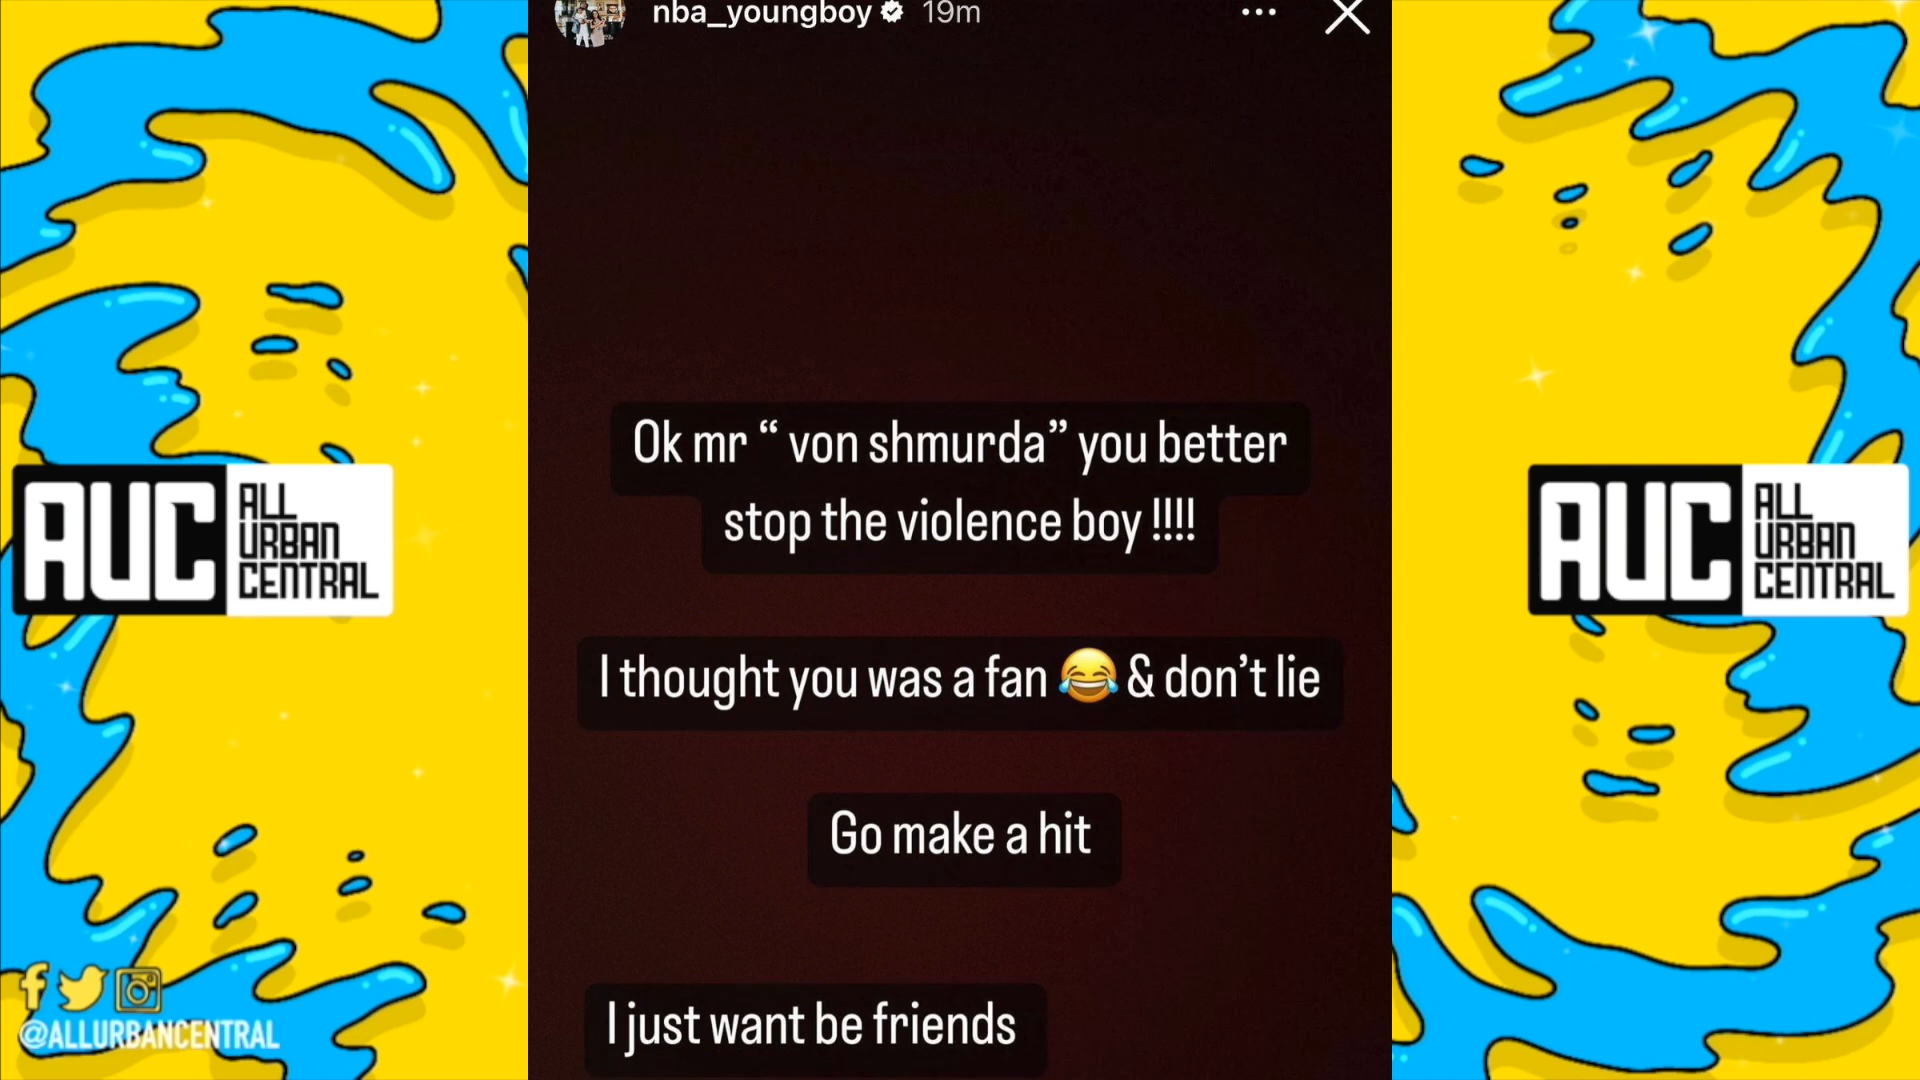 nba_youngboy 19m
Ok mr “ von shmurda” you better
stop the violence boy !!!!
I thought you was a fan 😂 & don’t lie
Go make a hit
I just want be friends
AUC ALL
URBAN
CENTRAL
AUC ALL
URBAN
CENTRAL
@ALLURBANCENTRAL